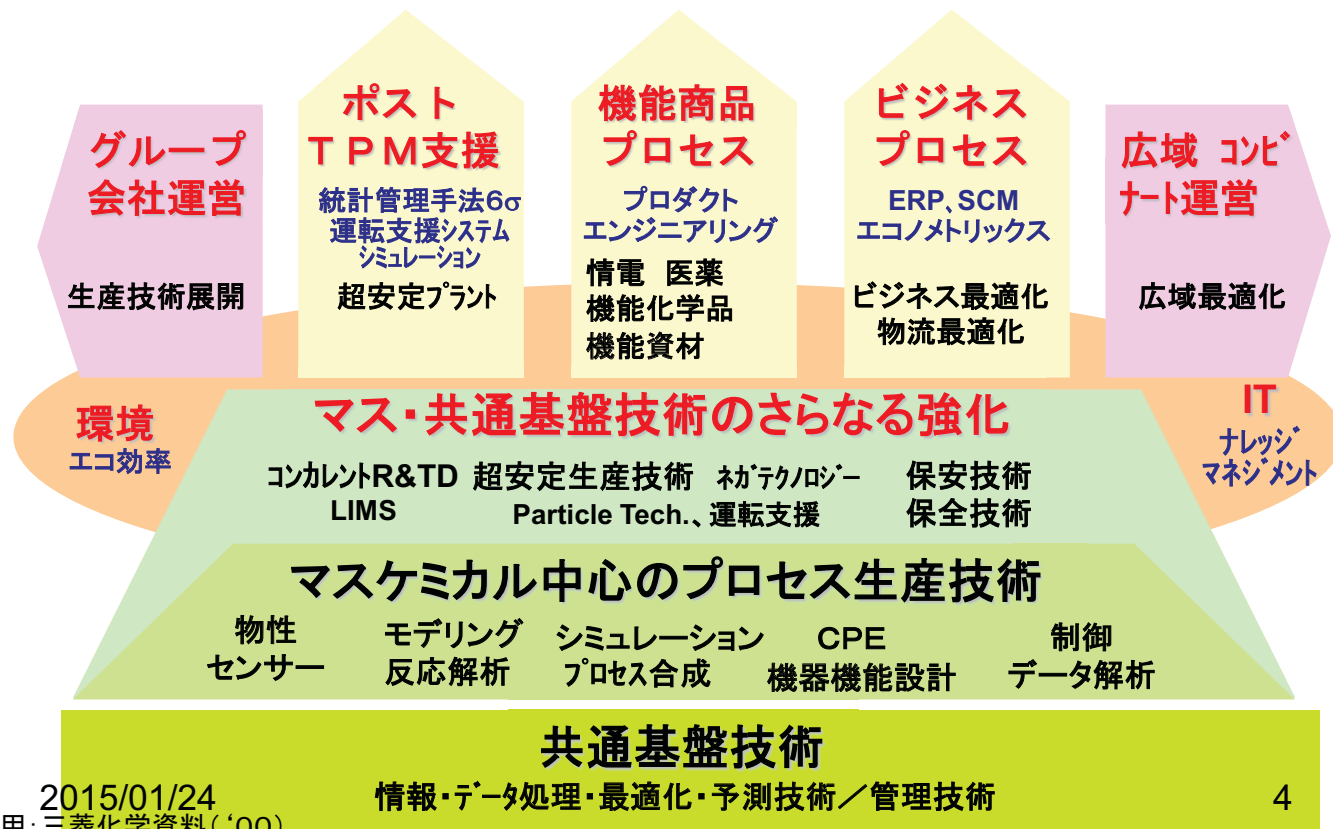 グループ
会社運営
生産技術展開
ポスト
ＴＰＭ支援
統計管理手法6σ
運転支援ｼｽﾃﾑ
ｼﾐｭﾚｰｼｮﾝ
超安定ﾌﾟﾗﾝﾄ
機能商品
プロセス
プロダクト
エンジニアリング
情電 医薬
機能化学品
機能資材
ビジネス
プロセス
ERP、SCM
エコノメトリックス
ビジネス最適化
物流最適化
広域 ｺﾝﾋﾞ
ﾅｰﾄ運営
広域最適化
環境
エコ効率
IT
ﾅﾚｯｼﾞ
ﾏﾈｼﾞﾒﾝﾄ
マス・共通基盤技術のさらなる強化
ｺﾝｶﾚﾝﾄR&TD 超安定生産技術 ﾈｶﾞﾃｸﾉﾛｼﾞｰ 保安技術
LIMS Particle Tech.、運転支援 保全技術
マスケミカル中心のプロセス生産技術
物性 モデリング シミュレーション ＣＰＥ 制御
センサー 反応解析 ﾌﾟﾛｾｽ合成 機器機能設計 データ解析
共通基盤技術
情報・ﾃﾞｰﾀ処理・最適化・予測技術／管理技術
2015/01/24
4
用：三菱化学資料（‘00）